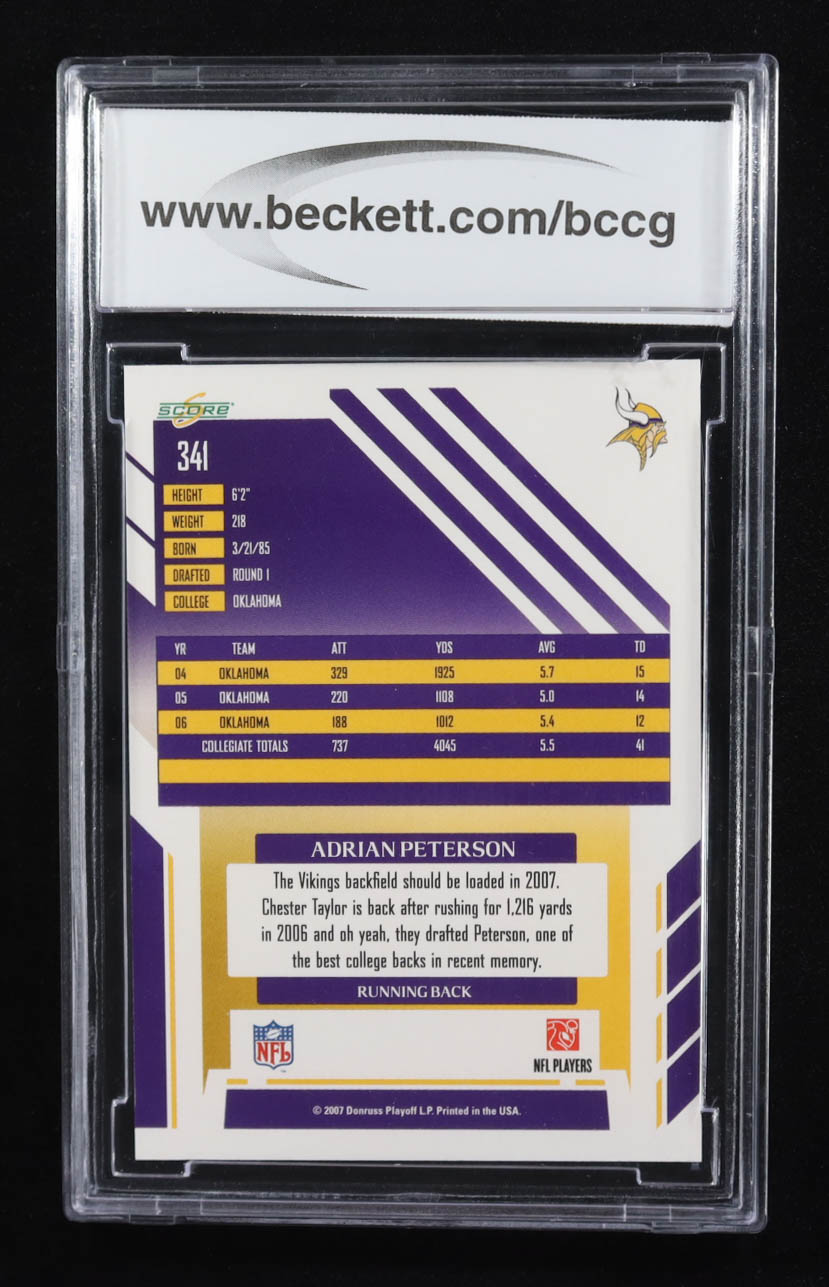 www.beckett.com/bccg
SCORE
341
HEIGHT 6'2"
WEIGHT 218
BORN 3/21/85
DRAFTED ROUND 1
COLLEGE OKLAHOMA
YR TEAM ATT YDS AVG TD
04 OKLAHOMA 329 1925 5.7 15
05 OKLAHOMA 220 1108 5.0 14
06 OKLAHOMA 188 1012 5.4 12
COLLEGIATE TOTALS 737 4045 5.5 41
ADRIAN PETERSON
The Vikings backfield should be loaded in 2007.
Chester Taylor is back after rushing for 1,216 yards
in 2006 and oh yeah, they drafted Peterson, one of
the best college backs in recent memory.
RUNNING BACK
NFL
NFL PLAYERS
© 2007 Donruss Playoff L.P. Printed in the USA.